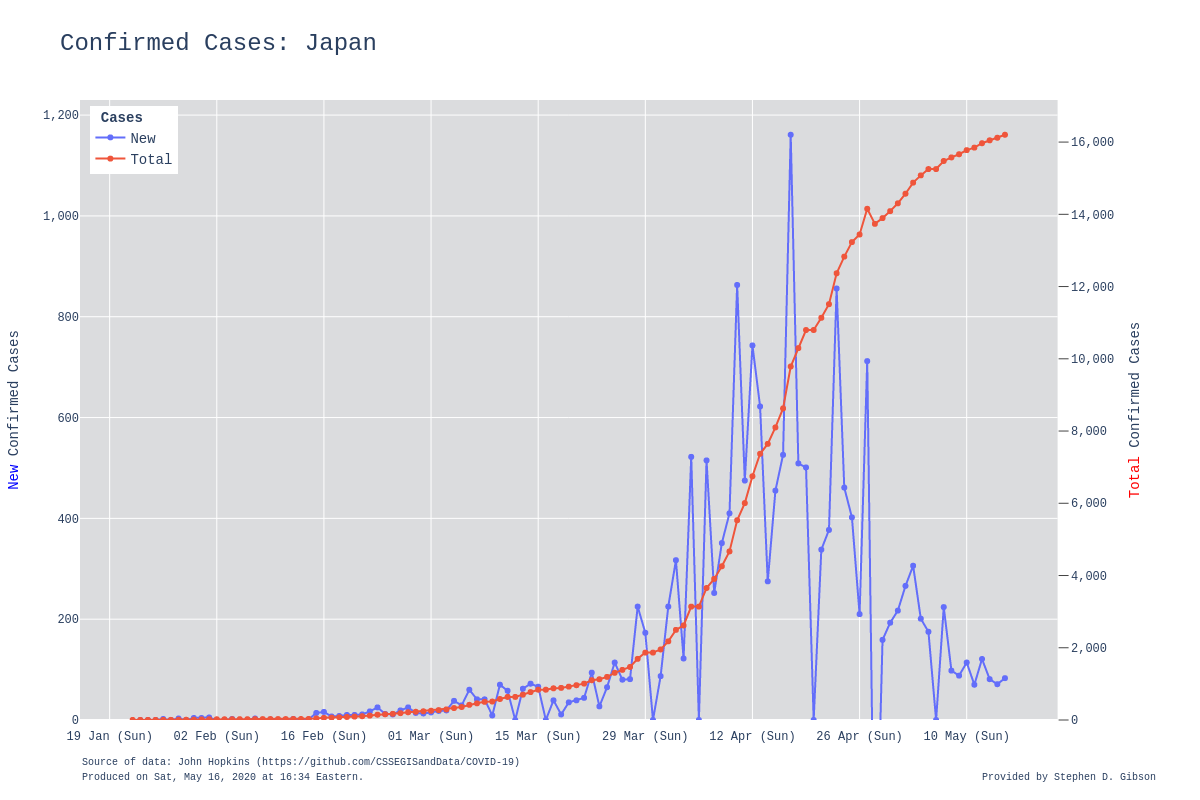 Confirmed Cases: Japan
Cases
New
Total
1,200
1,000
800
600
400
200
0
New Confirmed Cases
16,000
14,000
12,000
10,000
8,000
6,000
4,000
2,000
0
Total Confirmed Cases
19 Jan (Sun) 02 Feb (Sun) 16 Feb (Sun) 01 Mar (Sun) 15 Mar (Sun) 29 Mar (Sun) 12 Apr (Sun) 26 Apr (Sun) 10 May (Sun)
Source of data: John Hopkins (https://github.com/CSSEGISandData/COVID-19)
Produced on Sat, May 16, 2020 at 16:34 Eastern.
Provided by Stephen D. Gibson